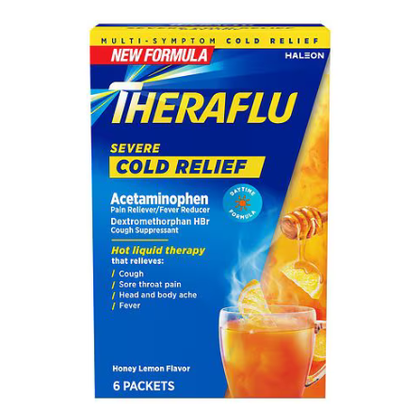 MULTI-SYMPTOM COLD RELIEF
NEW FORMULA
HALEON
THERAFLU
SEVERE
COLD RELIEF
Acetaminophen
Pain Reliever/Fever Reducer
Dextromethorphan HBr
Cough Suppressant
DAYTIME
FORMULA
Hot liquid therapy
that relieves:
/ Cough
/ Sore throat pain
/ Head and body ache
/ Fever
Honey Lemon Flavor
6 PACKETS